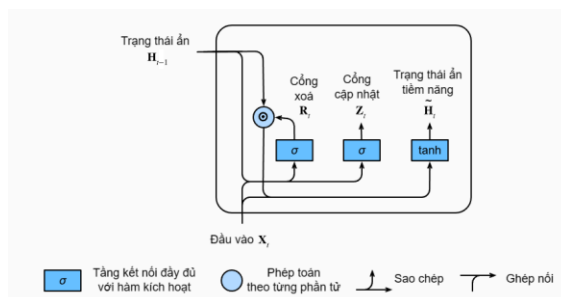 Trạng thái ẩn
H_{t-1}
Cổng
xoá
R_t
Cổng
cập nhật
Z_t
Trạng thái ẩn
tiềm năng
H̃_t
σ
σ
tanh
Đầu vào X_t
σ
Tầng kết nối đầy đủ
với hàm kích hoạt
Phép toán
theo từng phần tử
Sao chép
Ghép nối